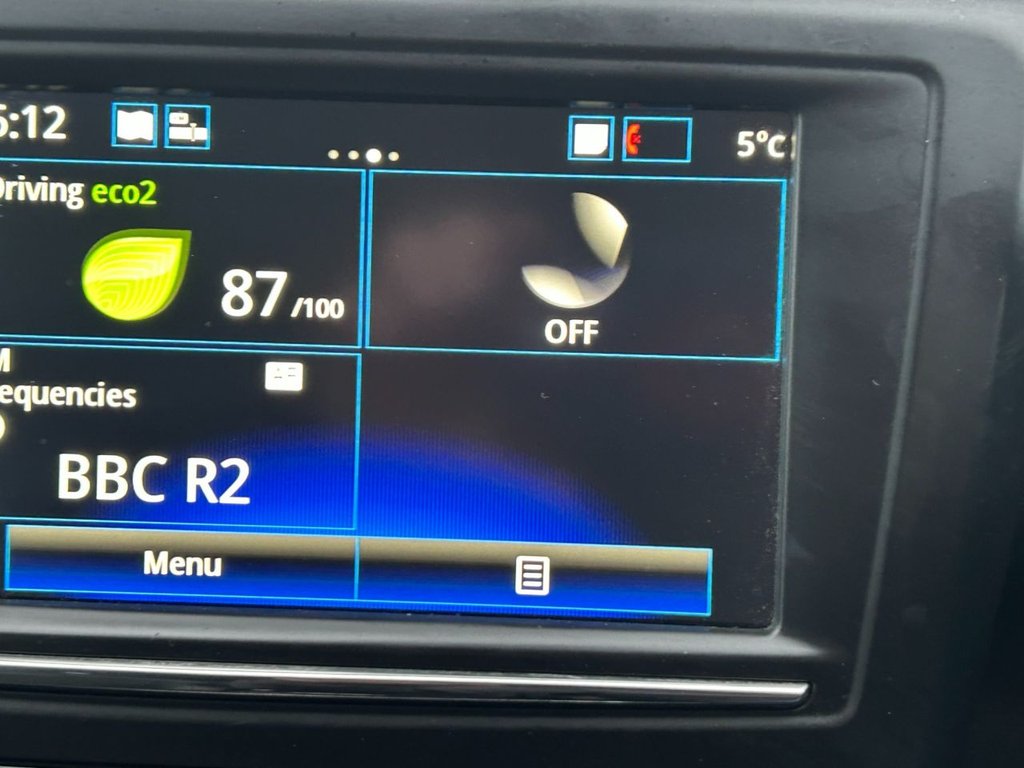 5:12
5°C
Driving eco2
87 /100
OFF
M
equencies
BBC R2
Menu